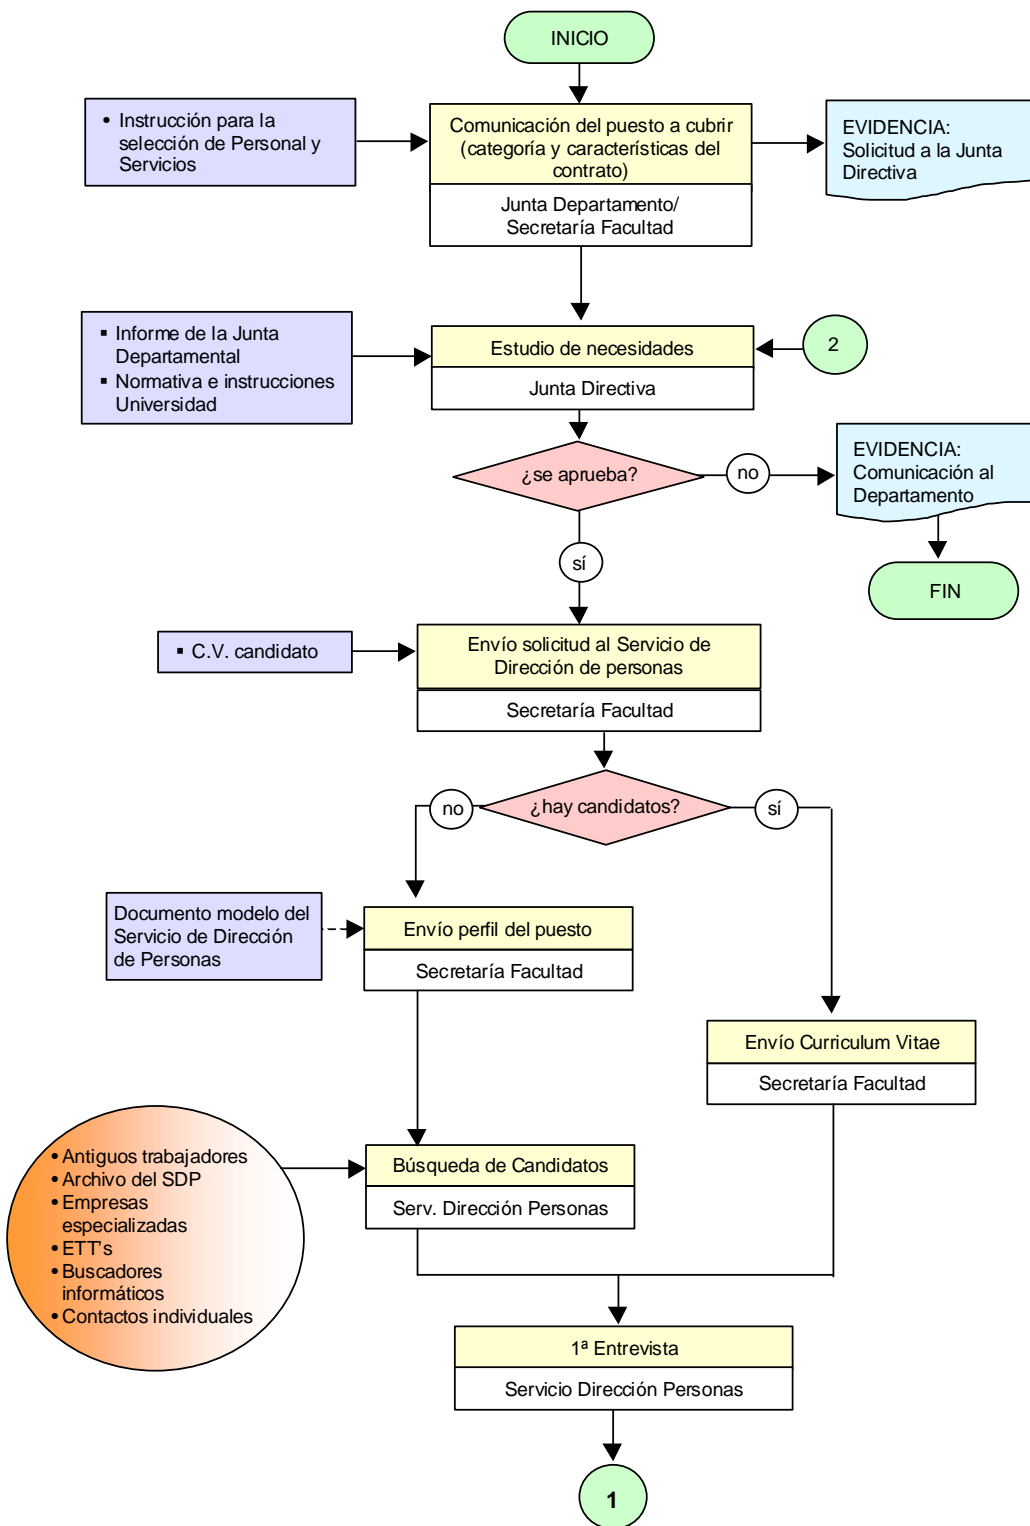 INICIO
• Instrucción para la
selección de Personal y
Servicios
Comunicación del puesto a cubrir
(categoría y características del
contrato)
Junta Departamento/
Secretaría Facultad
EVIDENCIA:
Solicitud a la Junta
Directiva
▪ Informe de la Junta
Departamental
▪ Normativa e instrucciones
Universidad
Estudio de necesidades
Junta Directiva
2
¿se aprueba?
no
EVIDENCIA:
Comunicación al
Departamento
sí
FIN
▪ C.V. candidato
Envío solicitud al Servicio de
Dirección de personas
Secretaría Facultad
¿hay candidatos?
no
sí
Documento modelo del
Servicio de Dirección
de Personas
Envío perfil del puesto
Secretaría Facultad
Envío Curriculum Vitae
Secretaría Facultad
• Antiguos trabajadores
• Archivo del SDP
• Empresas
especializadas
• ETT's
• Buscadores
informáticos
• Contactos individuales
Búsqueda de Candidatos
Serv. Dirección Personas
1ª Entrevista
Servicio Dirección Personas
1